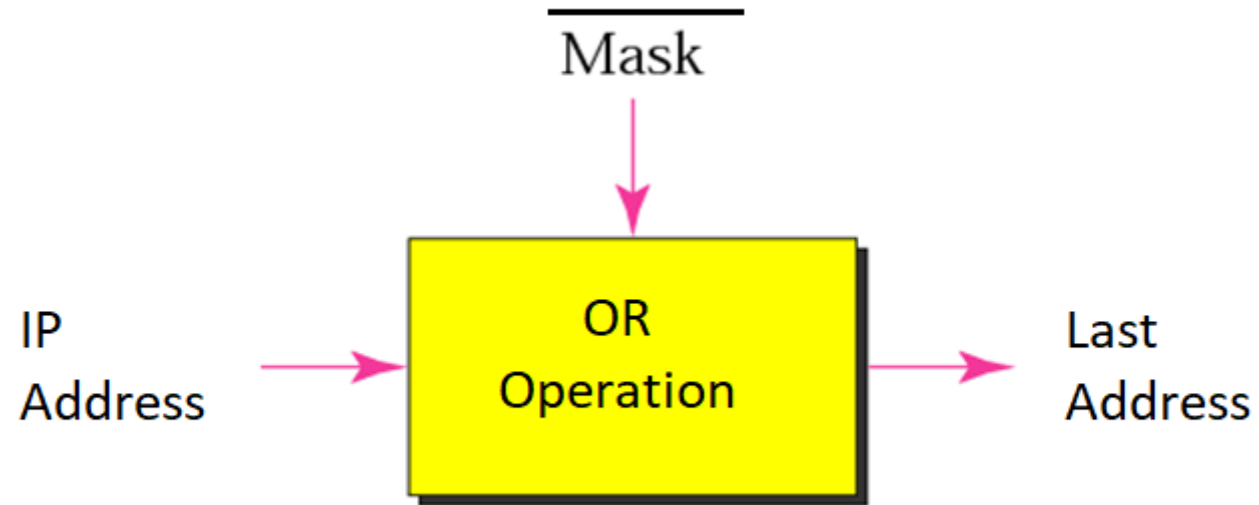 Mask
OR
Operation
IP
Address
Last
Address